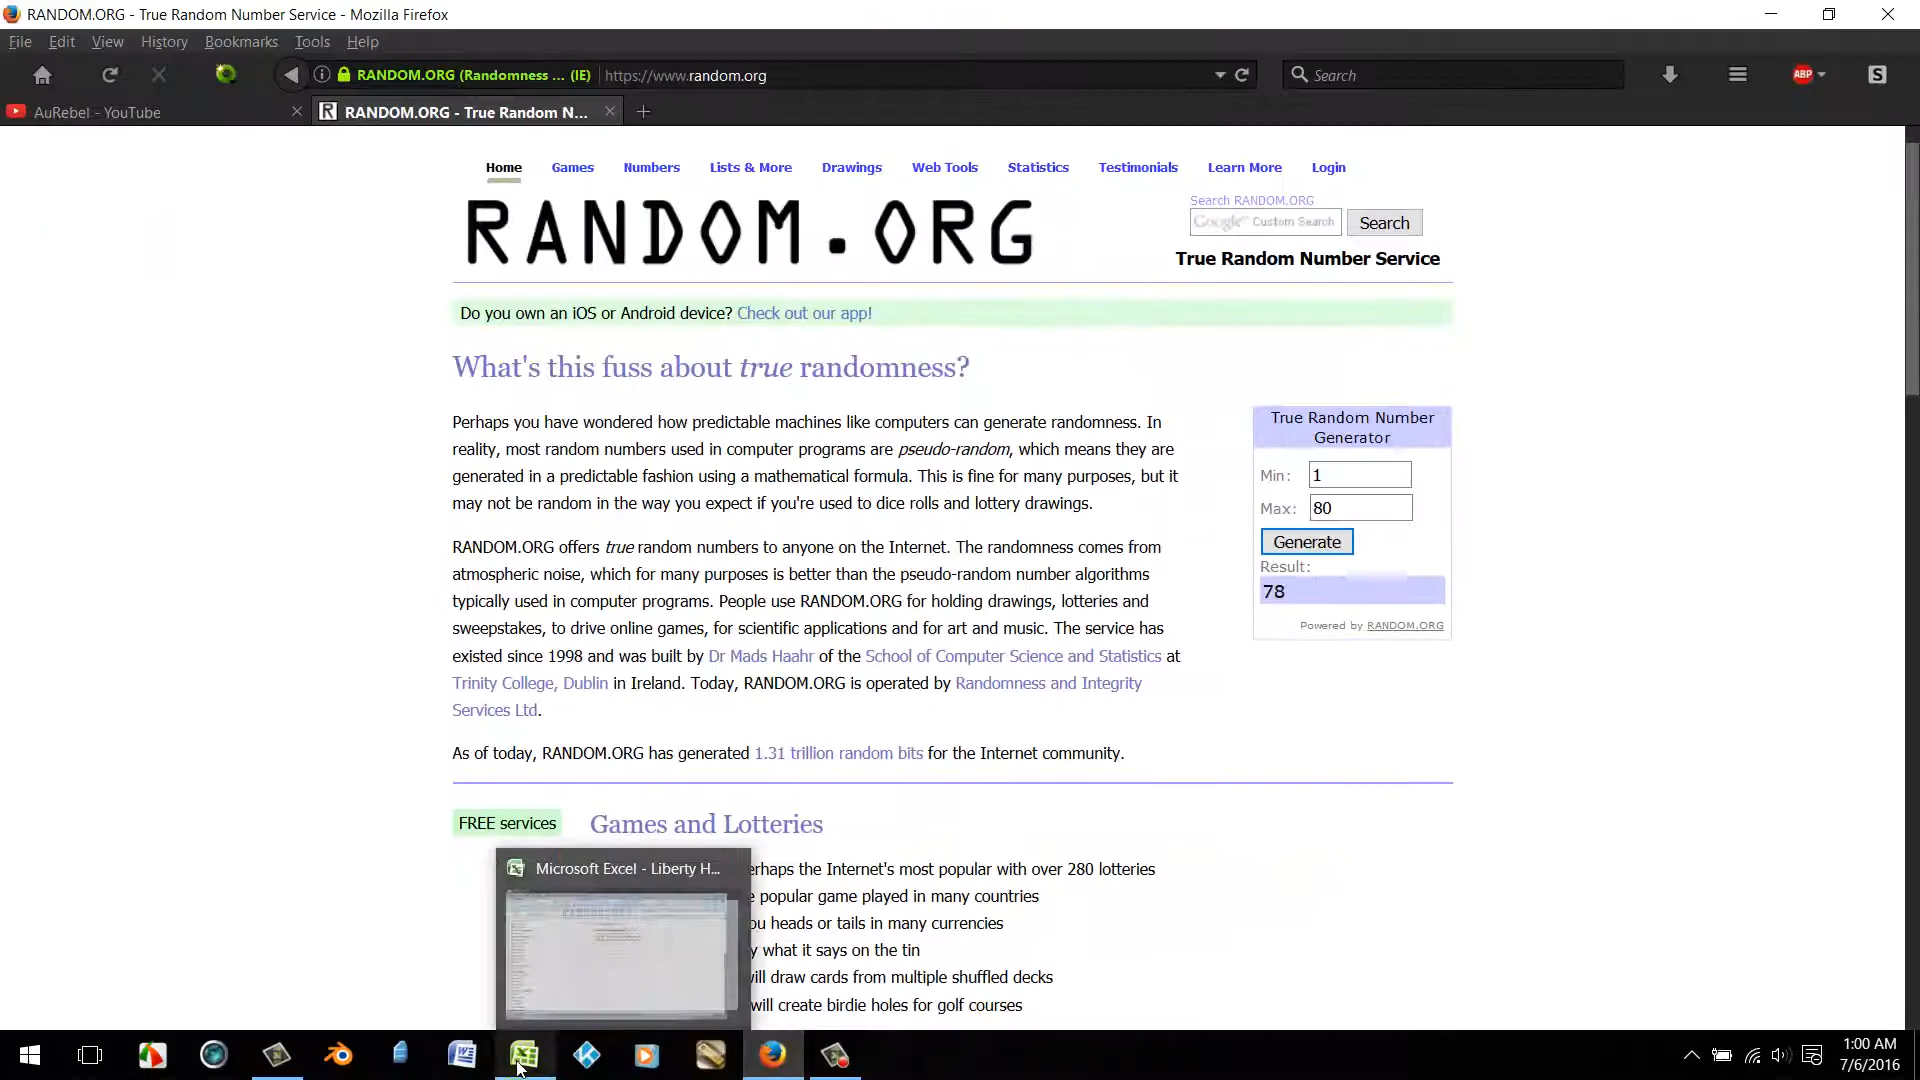 RANDOM.ORG - True Random Number Service - Mozilla Firefox
File Edit View History Bookmarks Tools Help
RANDOM.ORG (Randomness ... (IE) https://www.random.org Search ABP S
AuRebel - YouTube R RANDOM.ORG - True Random N...
Home Games Numbers Lists & More Drawings Web Tools Statistics Testimonials Learn More Login
RANDOM.ORG
Search RANDOM.ORG
Google™ Custom Search Search
True Random Number Service
Do you own an iOS or Android device? Check out our app!
What's this fuss about true randomness?
Perhaps you have wondered how predictable machines like computers can generate randomness. In
reality, most random numbers used in computer programs are pseudo-random, which means they are
generated in a predictable fashion using a mathematical formula. This is fine for many purposes, but it
may not be random in the way you expect if you're used to dice rolls and lottery drawings.
RANDOM.ORG offers true random numbers to anyone on the Internet. The randomness comes from
atmospheric noise, which for many purposes is better than the pseudo-random number algorithms
typically used in computer programs. People use RANDOM.ORG for holding drawings, lotteries and
sweepstakes, to drive online games, for scientific applications and for art and music. The service has
existed since 1998 and was built by Dr Mads Haahr of the School of Computer Science and Statistics at
Trinity College, Dublin in Ireland. Today, RANDOM.ORG is operated by Randomness and Integrity
Services Ltd.
As of today, RANDOM.ORG has generated 1.31 trillion random bits for the Internet community.
True Random Number
Generator
Min: 1
Max: 80
Generate
Result:
78
Powered by RANDOM.ORG
FREE services Games and Lotteries
Microsoft Excel - Liberty H...
erhaps the Internet's most popular with over 280 lotteries
e popular game played in many countries
ou heads or tails in many currencies
y what it says on the tin
will draw cards from multiple shuffled decks
will create birdie holes for golf courses
1:00 AM
7/6/2016